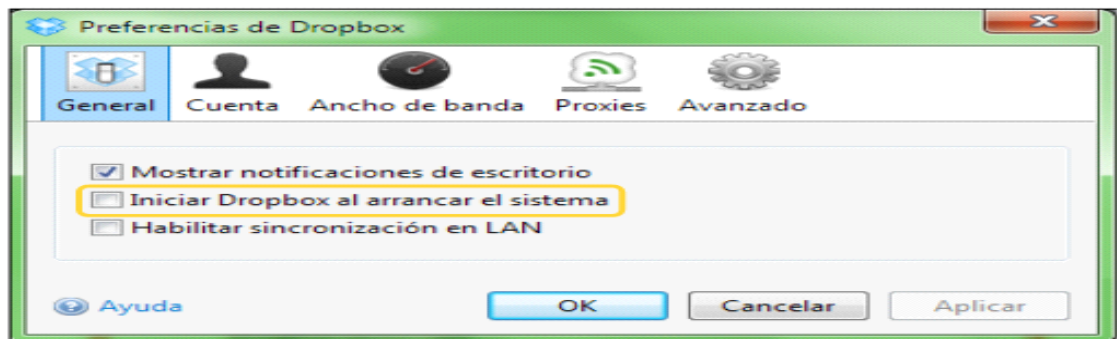 Preferencias de Dropbox
General Cuenta Ancho de banda Proxies Avanzado
Mostrar notificaciones de escritorio
Iniciar Dropbox al arrancar el sistema
Habilitar sincronización en LAN
Ayuda OK Cancelar Aplicar